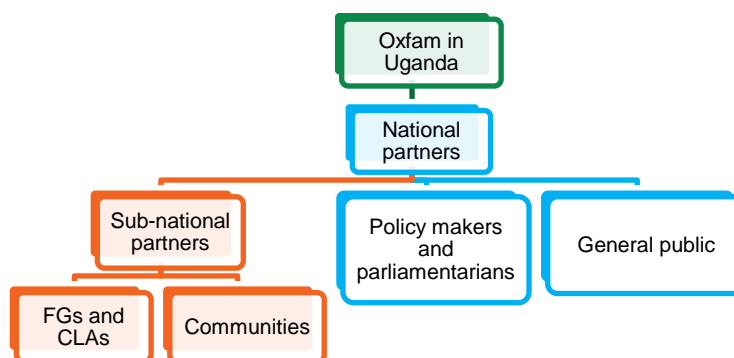 Oxfam in
Uganda
National
partners
Sub-national
partners
Policy makers
and
parliamentarians
General public
FGs and
CLAs
Communities